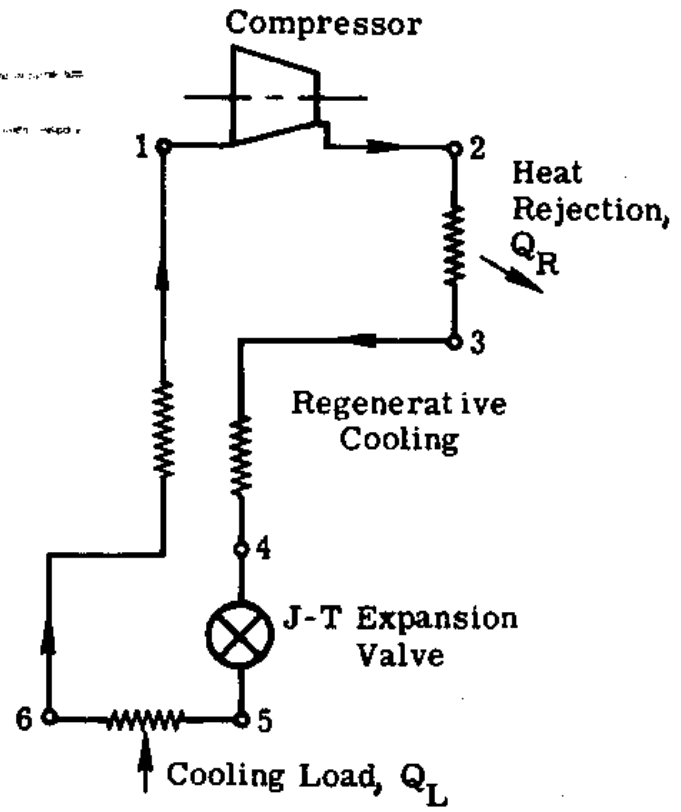 Compressor
1
2
Heat
Rejection,
QR
3
Regenerative
Cooling
4
J-T Expansion
Valve
6
5
Cooling Load, QL